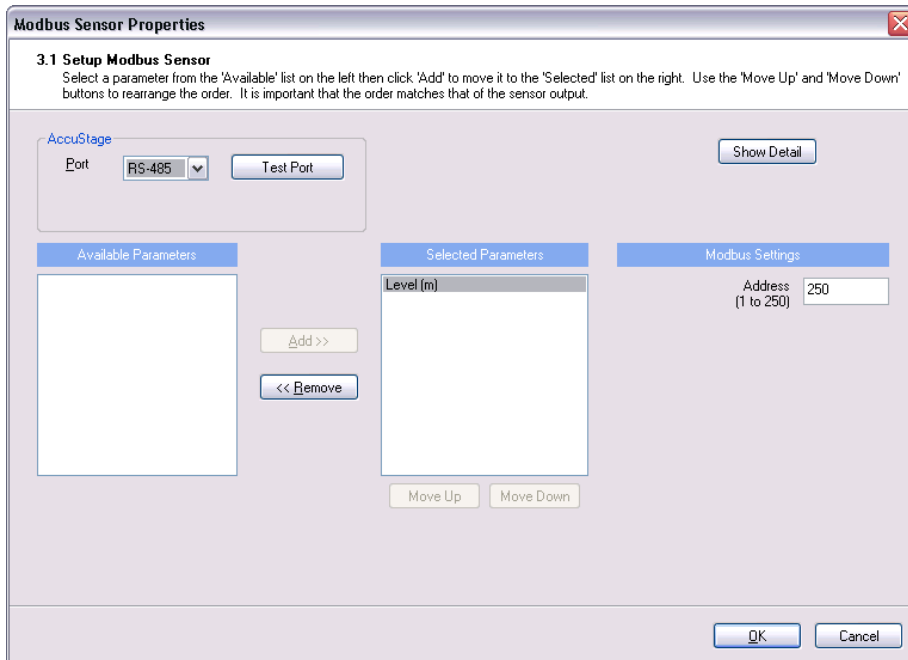 Modbus Sensor Properties
3.1 Setup Modbus Sensor
Select a parameter from the 'Available' list on the left then click 'Add' to move it to the 'Selected' list on the right. Use the 'Move Up' and 'Move Down'
buttons to rearrange the order. It is important that the order matches that of the sensor output.
AccuStage
Port RS-485 Test Port
Show Detail
Available Parameters
Add >>
<< Remove
Selected Parameters
Level (m)
Move Up Move Down
Modbus Settings
Address 250
(1 to 250)
OK Cancel